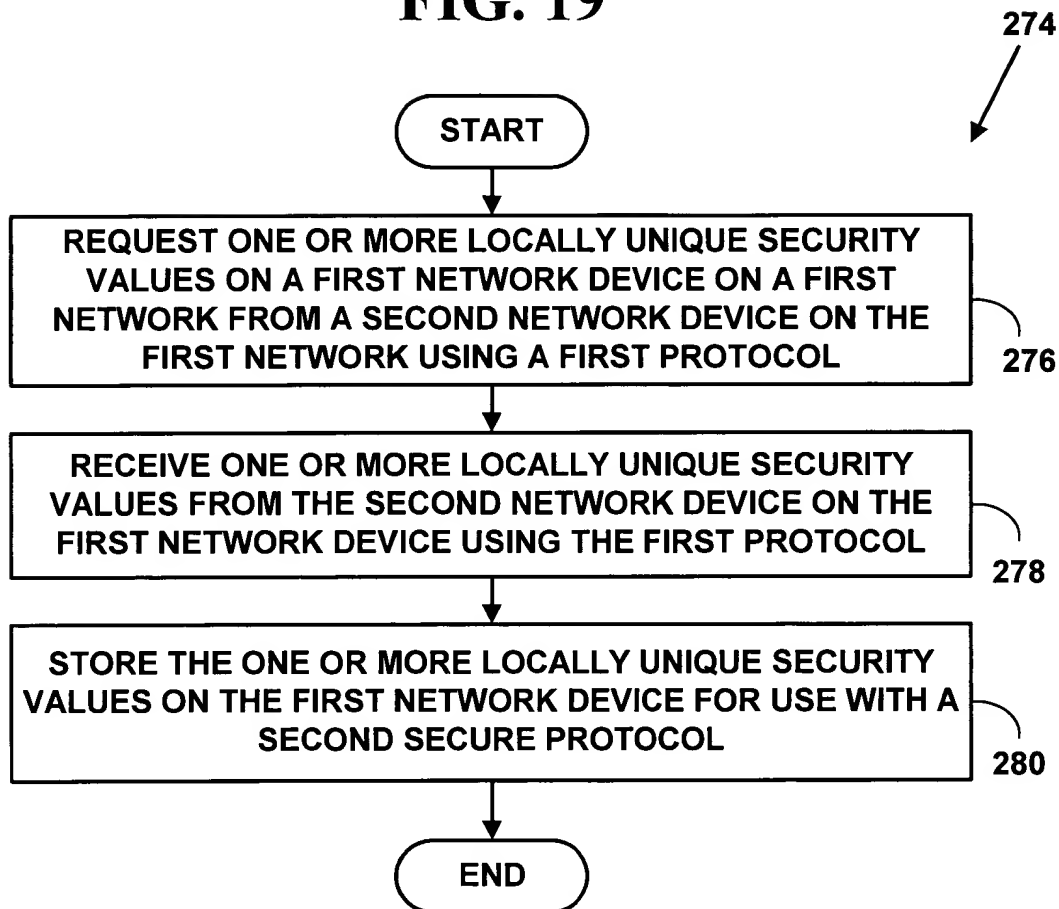 FIG. 19
274
START
REQUEST ONE OR MORE LOCALLY UNIQUE SECURITY
VALUES ON A FIRST NETWORK DEVICE ON A FIRST
NETWORK FROM A SECOND NETWORK DEVICE ON THE
FIRST NETWORK USING A FIRST PROTOCOL
276
RECEIVE ONE OR MORE LOCALLY UNIQUE SECURITY
VALUES FROM THE SECOND NETWORK DEVICE ON THE
FIRST NETWORK DEVICE USING THE FIRST PROTOCOL
278
STORE THE ONE OR MORE LOCALLY UNIQUE SECURITY
VALUES ON THE FIRST NETWORK DEVICE FOR USE WITH A
SECOND SECURE PROTOCOL
280
END